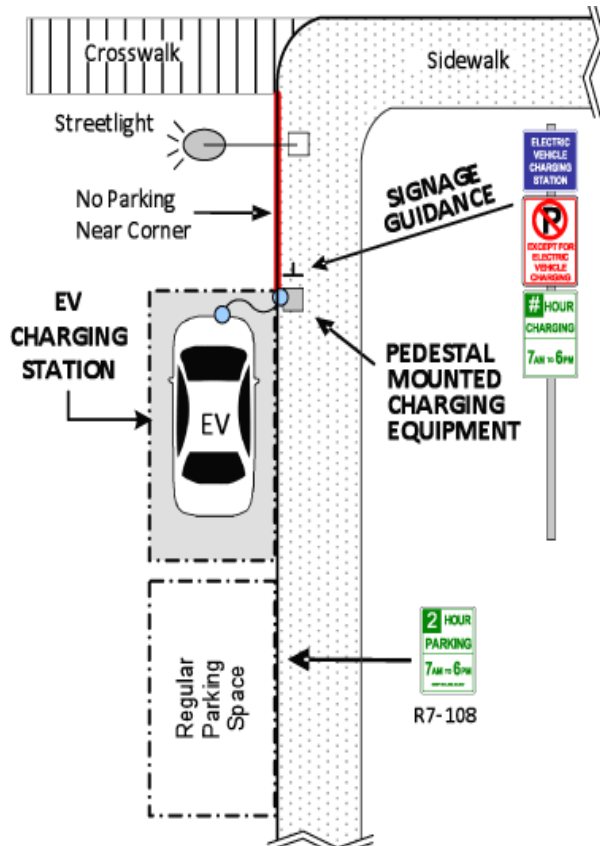 Crosswalk
Sidewalk
Streetlight
No Parking
Near Corner
SIGNAGE
GUIDANCE
ELECTRIC
VEHICLE
CHARGING
STATION
P
EXCEPT FOR
ELECTRIC
VEHICLE
CHARGING
# HOUR
CHARGING
7AM TO 6PM
EV
CHARGING
STATION
EV
PEDESTAL
MOUNTED
CHARGING
EQUIPMENT
Regular
Parking
Space
2 HOUR
PARKING
7AM TO 6PM
R7-108